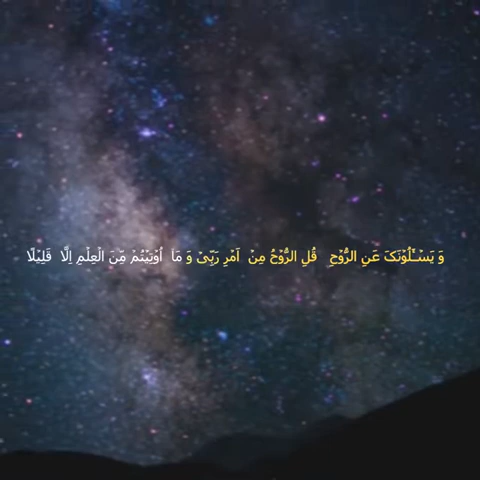 وَ یَسۡـَٔلُوۡنَکَ عَنِ الرُّوۡحِ ؕ قُلِ الرُّوۡحُ مِنۡ اَمۡرِ رَبِّیۡ وَ مَاۤ اُوۡتِیۡتُمۡ مِّنَ الۡعِلۡمِ اِلَّا قَلِیۡلًا